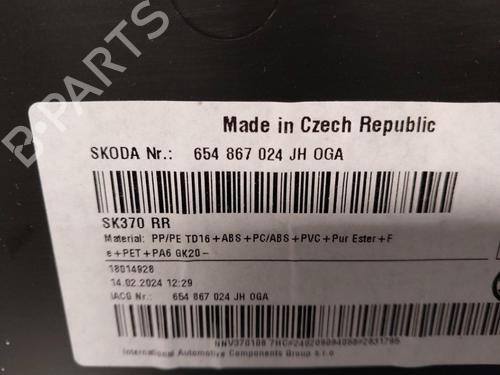 B-PARTS
Made in Czech Republic
SKODA Nr.: 654 867 024 JH OGA
SK370 RR
Material: PP/PE TD16+ABS+PC/ABS+PVC+Pur Ester+F
e+PET+PA6 GK20-
18014928
14.02.2024 12:29
IACG Nr.: 654 867 024 JH OGA
International Automotive Components Group s.r.o